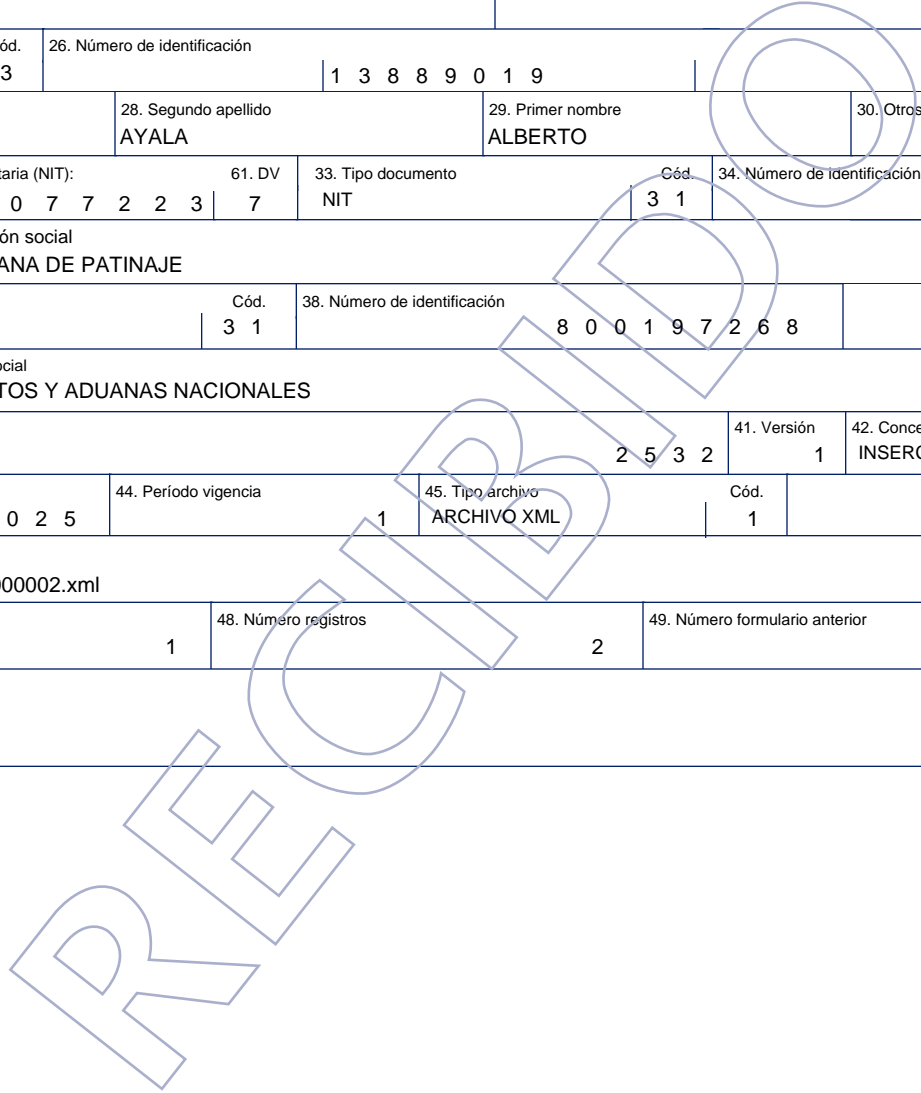 ód. 26. Número de identificación
3 1 3 8 8 9 0 1 9
28. Segundo apellido 29. Primer nombre 30. Otros
AYALA ALBERTO
taria (NIT): 61. DV 33. Tipo documento Cód. 34. Número de identificación
0 7 7 2 2 3 7 NIT 3 1
ón social
ANA DE PATINAJE
Cód. 38. Número de identificación
3 1 8 0 0 1 9 7 2 6 8
ocial
TOS Y ADUANAS NACIONALES
41. Versión 42. Conce
2 5 3 2 1 INSERC
44. Período vigencia 45. Tipo archivo Cód.
0 2 5 1 ARCHIVO XML 1
000002.xml
48. Número registros 49. Número formulario anterior
1 2
RECIBIDO